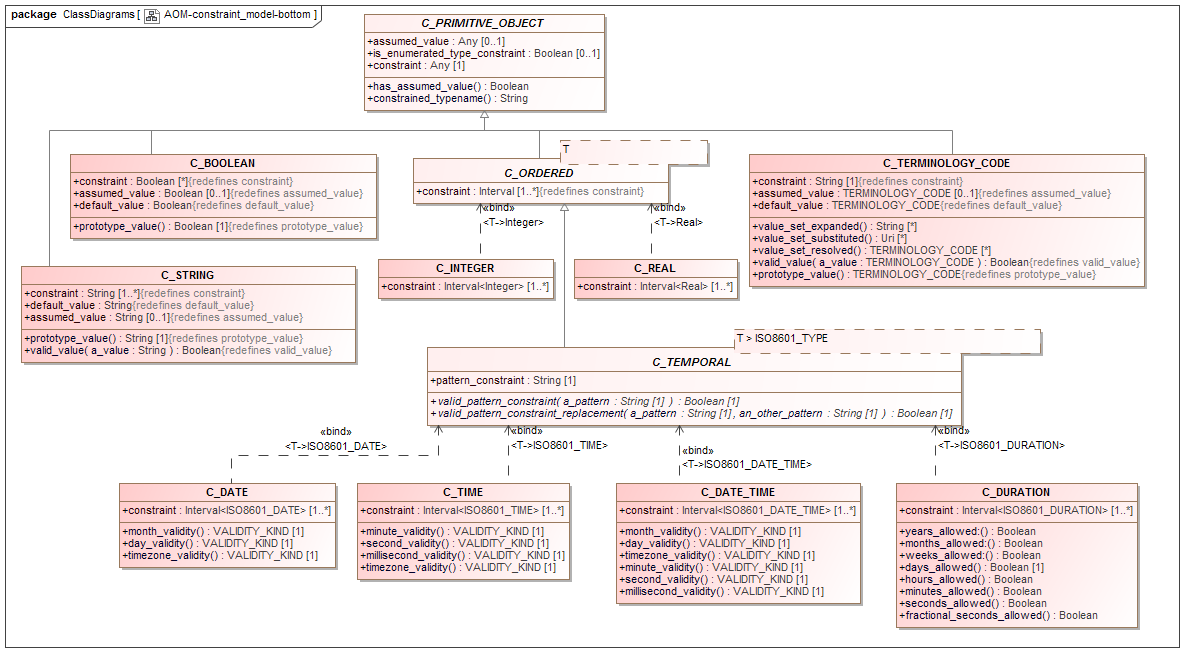 package ClassDiagrams [ AOM-constraint_model-bottom ]
C_PRIMITIVE_OBJECT
+assumed_value : Any [0..1]
+is_enumerated_type_constraint : Boolean [0..1]
+constraint : Any [1]
+has_assumed_value() : Boolean
+constrained_typename() : String
C_BOOLEAN
+constraint : Boolean [*]{redefines constraint}
+assumed_value : Boolean [0..1]{redefines assumed_value}
+default_value : Boolean{redefines default_value}
+prototype_value() : Boolean [1]{redefines prototype_value}
T
C_ORDERED
+constraint : Interval [1..*]{redefines constraint}
C_TERMINOLOGY_CODE
+constraint : String [1]{redefines constraint}
+assumed_value : TERMINOLOGY_CODE [0..1]{redefines assumed_value}
+default_value : TERMINOLOGY_CODE{redefines default_value}
+value_set_expanded() : String [*]
+value_set_substituted() : Uri [*]
+value_set_resolved() : TERMINOLOGY_CODE [*]
+valid_value( a_value : TERMINOLOGY_CODE ) : Boolean{redefines valid_value}
+prototype_value() : TERMINOLOGY_CODE{redefines prototype_value}
«bind»
<T->Integer>
«bind»
<T->Real>
C_STRING
+constraint : String [1..*]{redefines constraint}
+default_value : String{redefines default_value}
+assumed_value : String [0..1]{redefines assumed_value}
+prototype_value() : String [1]{redefines prototype_value}
+valid_value( a_value : String ) : Boolean{redefines valid_value}
C_INTEGER
+constraint : Interval<Integer> [1..*]
C_REAL
+constraint : Interval<Real> [1..*]
T > ISO8601_TYPE
C_TEMPORAL
+pattern_constraint : String [1]
+valid_pattern_constraint( a_pattern : String [1] ) : Boolean [1]
+valid_pattern_constraint_replacement( a_pattern : String [1], an_other_pattern : String [1] ) : Boolean [1]
«bind»
<T->ISO8601_DATE>
«bind»
<T->ISO8601_TIME>
«bind»
<T->ISO8601_DATE_TIME>
«bind»
<T->ISO8601_DURATION>
C_DATE
+constraint : Interval<ISO8601_DATE> [1..*]
+month_validity() : VALIDITY_KIND [1]
+day_validity() : VALIDITY_KIND [1]
+timezone_validity() : VALIDITY_KIND [1]
C_TIME
+constraint : Interval<ISO8601_TIME> [1..*]
+minute_validity() : VALIDITY_KIND [1]
+second_validity() : VALIDITY_KIND [1]
+millisecond_validity() : VALIDITY_KIND [1]
+timezone_validity() : VALIDITY_KIND [1]
C_DATE_TIME
+constraint : Interval<ISO8601_DATE_TIME> [1..*]
+month_validity() : VALIDITY_KIND [1]
+day_validity() : VALIDITY_KIND [1]
+timezone_validity() : VALIDITY_KIND [1]
+minute_validity() : VALIDITY_KIND [1]
+second_validity() : VALIDITY_KIND [1]
+millisecond_validity() : VALIDITY_KIND [1]
C_DURATION
+constraint : Interval<ISO8601_DURATION> [1..*]
+years_allowed:() : Boolean
+months_allowed:() : Boolean
+weeks_allowed:() : Boolean
+days_allowed() : Boolean [1]
+hours_allowed() : Boolean
+minutes_allowed() : Boolean
+seconds_allowed() : Boolean
+fractional_seconds_allowed() : Boolean